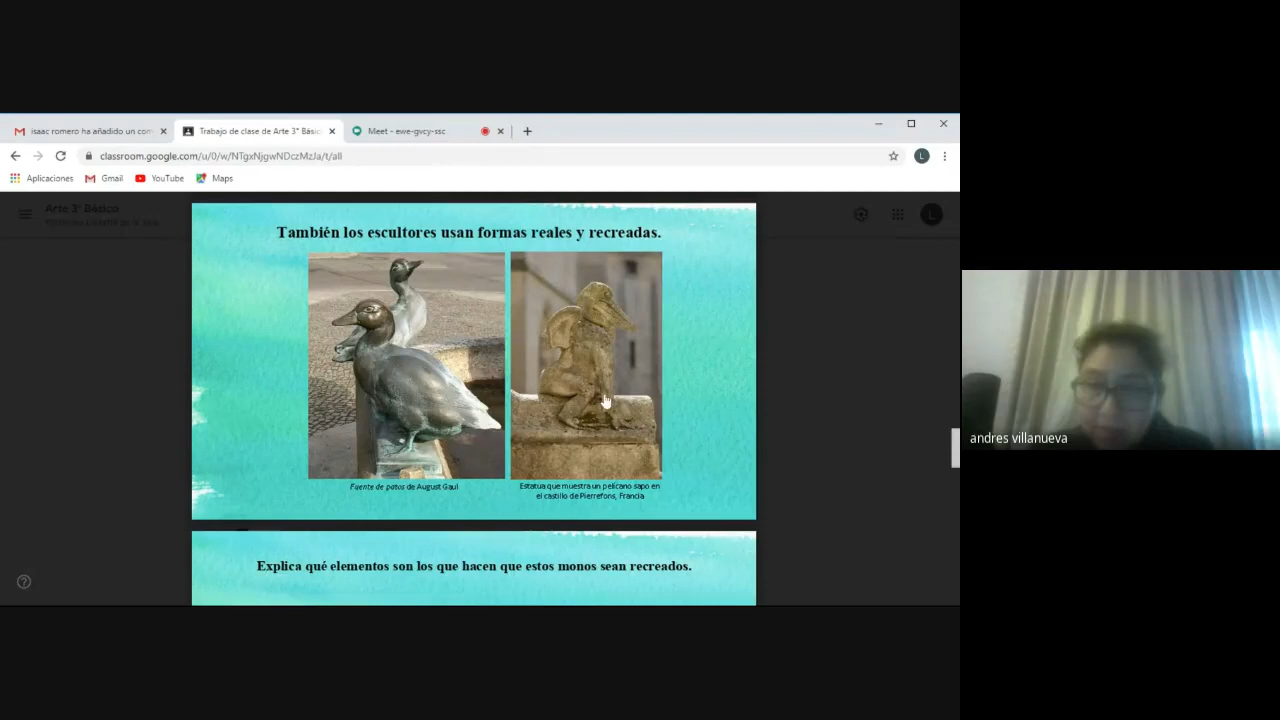 isaac romero ha añadido un com
Trabajo de clase de Arte 3° Básic
Meet - ewe-gvcy-ssc
classroom.google.com/u/0/w/NTgxNjgwNDczMzJa/t/all
L
Aplicaciones
Gmail
YouTube
Maps
Arte 3° Básico
L
También los escultores usan formas reales y recreadas.
Fuente de patos de August Gaul
Estatua que muestra un pelícano sapo en
el castillo de Pierrefons, Francia
Explica qué elementos son los que hacen que estos monos sean recreados.
andres villanueva